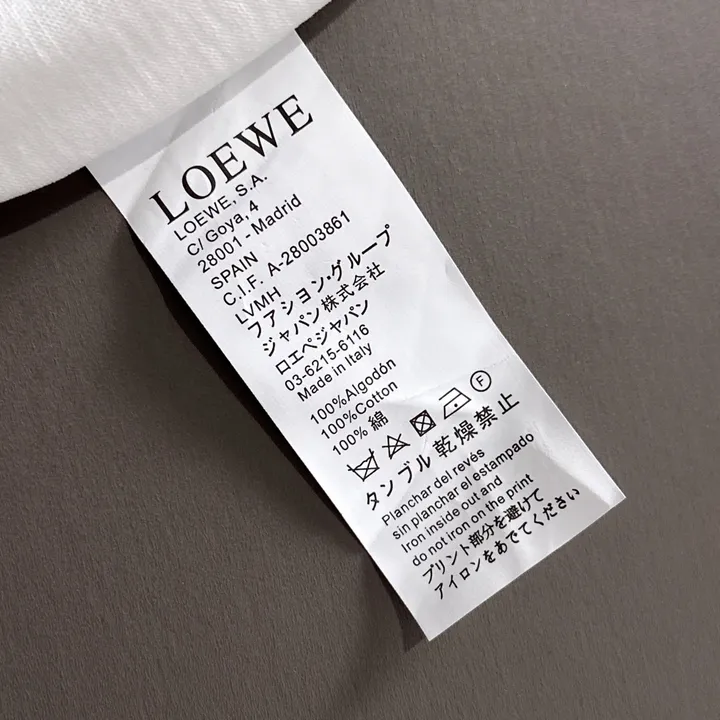 LOEWE
LOEWE, S.A.
C/ Goya, 4
28001 - Madrid
SPAIN
C.I.F. A-28003861
LVMH
フアション·グループ
ジャパン株式会社
ロエペジャパン
03-6215-6116
Made in Italy
100%Algodón
100%Cotton
100% 綿
F
タンブル乾燥禁止
Planchar del revés
sin planchar el estampado
Iron inside out and
do not iron on the print
プリント部分を避けて
アイロンをあでてください